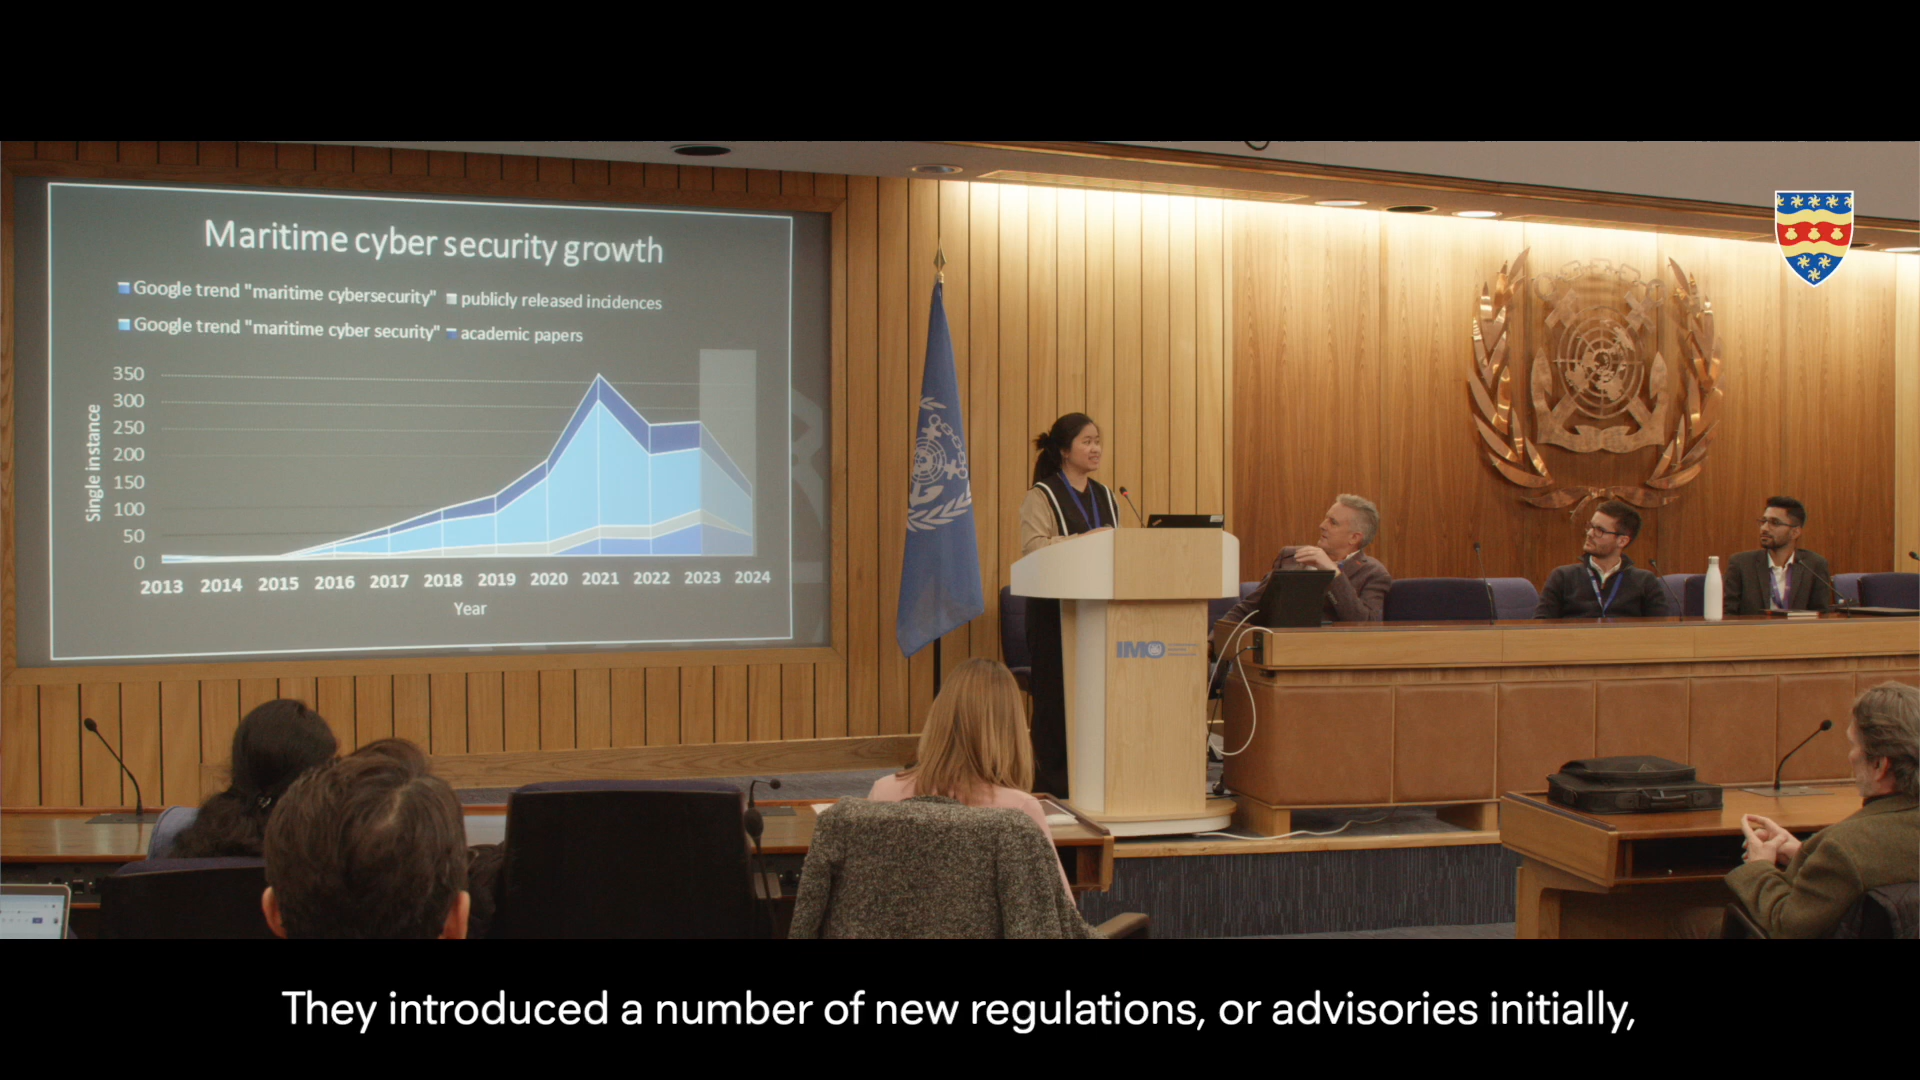 Maritime cyber security growth
Google trend "maritime cybersecurity" publicly released incidences
Google trend "maritime cyber security" academic papers
350
300
250
200
150
100
50
0
Single instance
2013 2014 2015 2016 2017 2018 2019 2020 2021 2022 2023 2024
Year
IMO
They introduced a number of new regulations, or advisories initially,